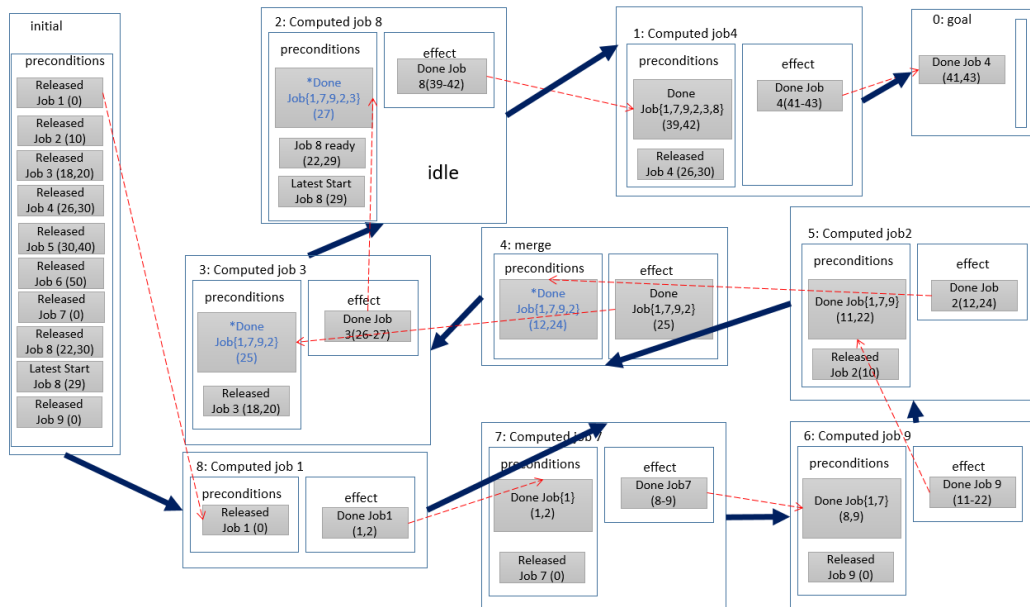 initial
preconditions
Released
Job 1 (0)
Released
Job 2 (10)
Released
Job 3 (18,20)
Released
Job 4 (26,30)
Released
Job 5 (30,40)
Released
Job 6 (50)
Released
Job 7 (0)
Released
Job 8 (22,30)
Latest Start
Job 8 (29)
Released
Job 9 (0)
2: Computed job 8
preconditions
*Done
Job{1,7,9,2,3}
(27)
Job 8 ready
(22,29)
Latest Start
Job 8 (29)
effect
Done Job
8(39-42)
idle
1: Computed job4
preconditions
Done
Job{1,7,9,2,3,8}
(39,42)
Released
Job 4 (26,30)
effect
Done Job
4(41-43)
0: goal
Done Job 4
(41,43)
3: Computed job 3
preconditions
*Done
Job{1,7,9,2}
(25)
Released
Job 3 (18,20)
effect
Done Job
3(26-27)
4: merge
preconditions
*Done
Job{1,7,9,2}
(12,24)
effect
Done
Job{1,7,9,2}
(25)
5: Computed job2
preconditions
Done Job{1,7,9}
(11,22)
Released
Job 2(10)
effect
Done Job
2(12,24)
8: Computed job 1
preconditions
Released
Job 1 (0)
effect
Done Job1
(1,2)
7: Computed job 7
preconditions
Done Job{1}
(1,2)
Released
Job 7 (0)
effect
Done Job7
(8-9)
6: Computed job 9
preconditions
Done Job{1,7}
(8,9)
Released
Job 9 (0)
effect
Done Job 9
(11-22)